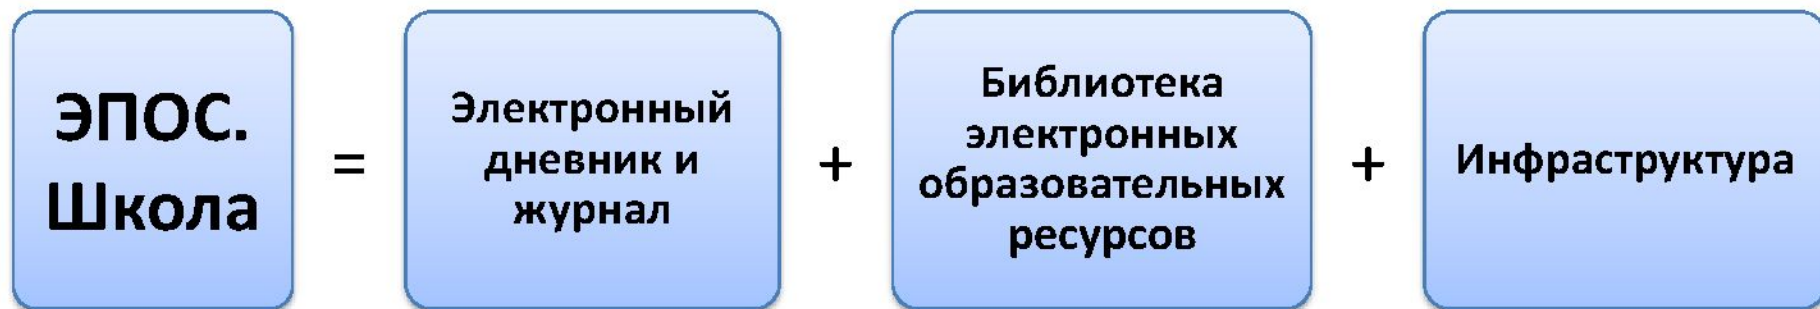 ЭПОС.
Школа
=
Электронный
дневник и
журнал
+
Библиотека
электронных
образовательных
ресурсов
+
Инфраструктура